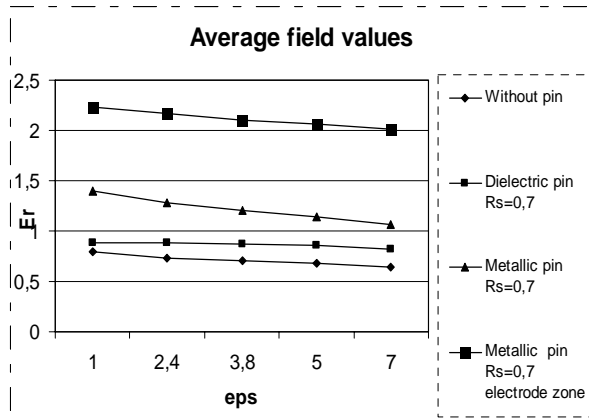 Average field values
2,5
2
1,5
1
0,5
0
Er
1 2,4 3,8 5 7
eps
Without pin
Dielectric pin
Rs=0,7
Metallic pin
Rs=0,7
Metallic pin
Rs=0,7
electrode zone